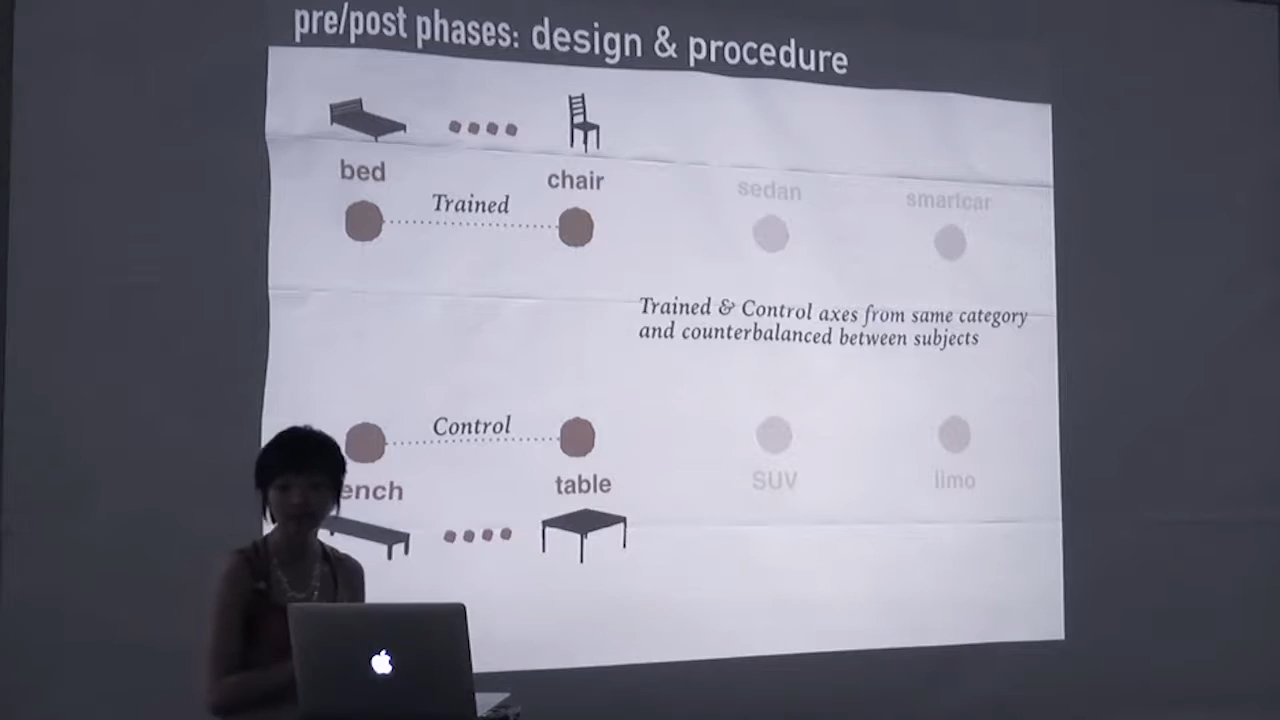 pre/post phases: design & procedure
bed
chair
sedan
smartcar
Trained
Trained & Control axes from same category
and counterbalanced between subjects
Control
ench
table
SUV
limo